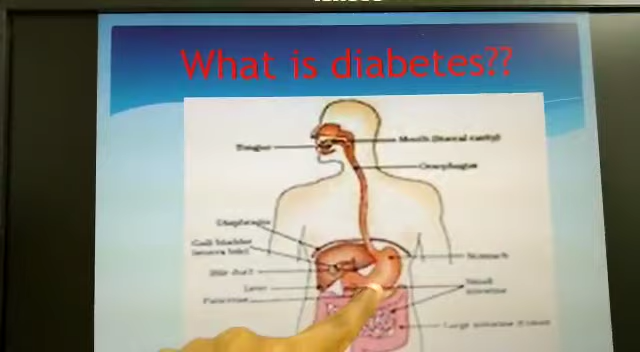 What is diabetes??
Tongue
Mouth (buccal cavity)
Oesophagus
Diaphragm
Gall bladder
Bile duct
Liver
Pancreas
Stomach
Small
intestine
Large intestine